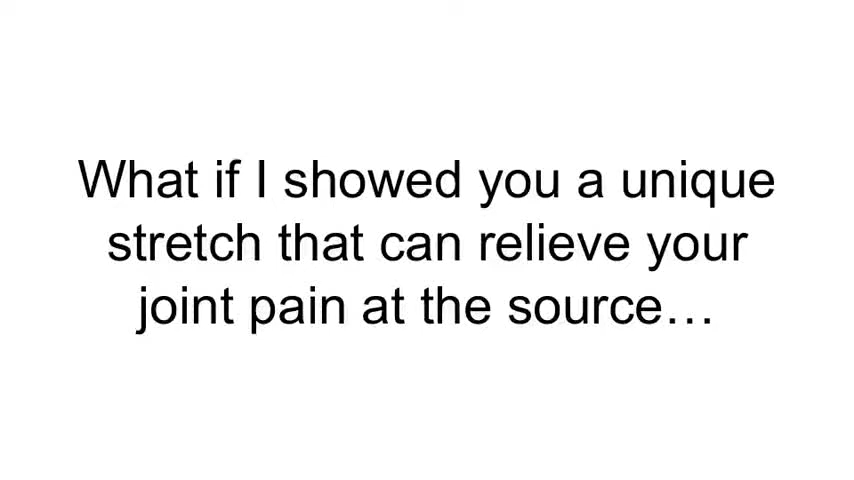 What if I showed you a unique
stretch that can relieve your
joint pain at the source…